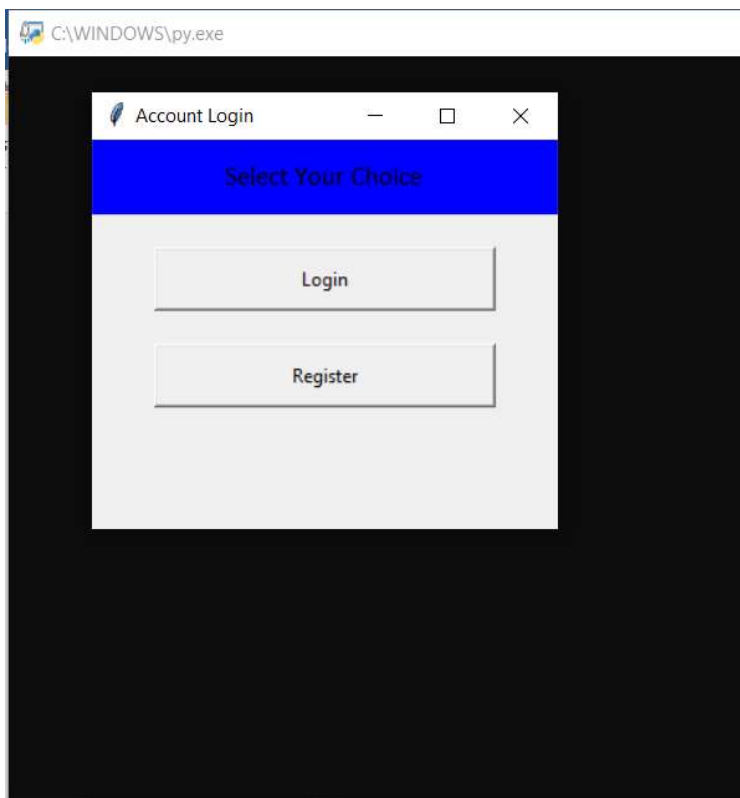 C:\WINDOWS\py.exe
Account Login
Select Your Choice
Login
Register